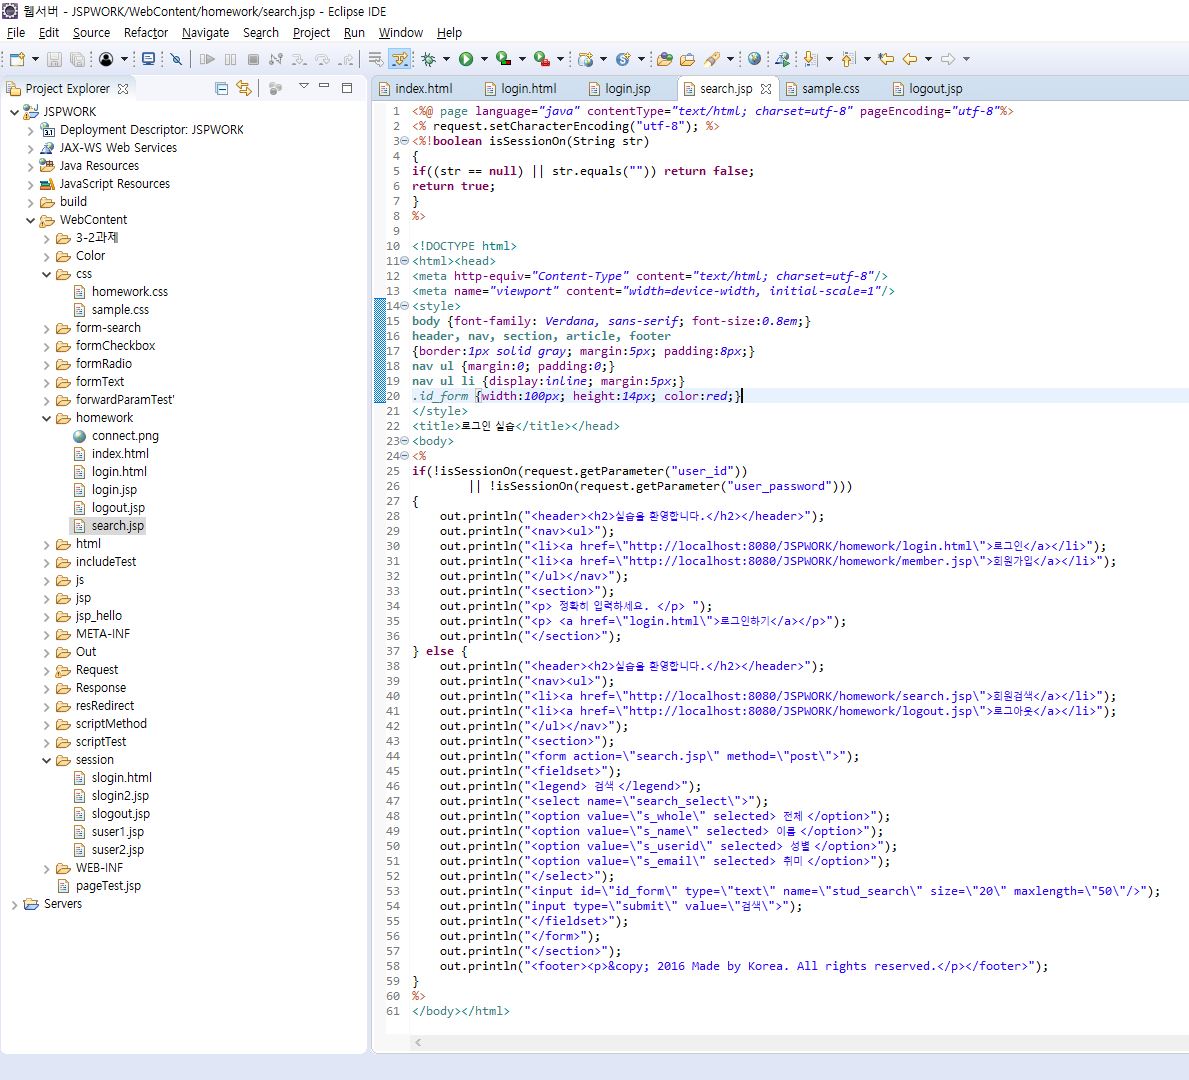 웹서버 - JSPWORK/WebContent/homework/search.jsp - Eclipse IDE
File Edit Source Refactor Navigate Search Project Run Window Help
Project Explorer
JSPWORK
Deployment Descriptor: JSPWORK
JAX-WS Web Services
Java Resources
JavaScript Resources
build
WebContent
3-2과제
Color
css
homework.css
sample.css
form-search
formCheckbox
formRadio
formText
forwardParamTest'
homework
connect.png
index.html
login.html
login.jsp
logout.jsp
search.jsp
html
includeTest
js
jsp
jsp_hello
META-INF
Out
Request
Response
resRedirect
scriptMethod
scriptTest
session
slogin.html
slogin2.jsp
slogout.jsp
suser1.jsp
suser2.jsp
WEB-INF
pageTest.jsp
Servers
index.html login.html login.jsp search.jsp sample.css logout.jsp
1 <%@ page language="java" contentType="text/html; charset=utf-8" pageEncoding="utf-8"%>
2 <% request.setCharacterEncoding("utf-8"); %>
3 <%!boolean isSessionOn(String str)
4 {
5 if((str == null) || str.equals("")) return false;
6 return true;
7 }
8 %>
9
10 <!DOCTYPE html>
11 <html><head>
12 <meta http-equiv="Content-Type" content="text/html; charset=utf-8"/>
13 <meta name="viewport" content="width=device-width, initial-scale=1"/>
14 <style>
15 body {font-family: Verdana, sans-serif; font-size:0.8em;}
16 header, nav, section, article, footer
17 {border:1px solid gray; margin:5px; padding:8px;}
18 nav ul {margin:0; padding:0;}
19 nav ul li {display:inline; margin:5px;}
20 .id_form {width:100px; height:14px; color:red;}
21 </style>
22 <title>로그인 실습</title></head>
23 <body>
24 <%
25 if(!isSessionOn(request.getParameter("user_id"))
26 || !isSessionOn(request.getParameter("user_password")))
27 {
28 out.println("<header><h2>실습을 환영합니다.</h2></header>");
29 out.println("<nav><ul>");
30 out.println("<li><a href=\"http://localhost:8080/JSPWORK/homework/login.html\">로그인</a></li>");
31 out.println("<li><a href=\"http://localhost:8080/JSPWORK/homework/member.jsp\">회원가입</a></li>");
32 out.println("</ul></nav>");
33 out.println("<section>");
34 out.println("<p> 정확히 입력하세요. </p> ");
35 out.println("<p> <a href=\"login.html\">로그인하기</a></p>");
36 out.println("</section>");
37 } else {
38 out.println("<header><h2>실습을 환영합니다.</h2></header>");
39 out.println("<nav><ul>");
40 out.println("<li><a href=\"http://localhost:8080/JSPWORK/homework/search.jsp\">회원검색</a></li>");
41 out.println("<li><a href=\"http://localhost:8080/JSPWORK/homework/logout.jsp\">로그아웃</a></li>");
42 out.println("</ul></nav>");
43 out.println("<section>");
44 out.println("<form action=\"search.jsp\" method=\"post\">");
45 out.println("<fieldset>");
46 out.println("<legend> 검색 </legend>");
47 out.println("<select name=\"search_select\">");
48 out.println("<option value=\"s_whole\" selected> 전체 </option>");
49 out.println("<option value=\"s_name\" selected> 이름 </option>");
50 out.println("<option value=\"s_userid\" selected> 성별 </option>");
51 out.println("<option value=\"s_email\" selected> 취미 </option>");
52 out.println("</select>");
53 out.println("<input id=\"id_form\" type=\"text\" name=\"stud_search\" size=\"20\" maxlength=\"50\"/>");
54 out.println("input type=\"submit\" value=\"검색\">");
55 out.println("</fieldset>");
56 out.println("</form>");
57 out.println("</section>");
58 out.println("<footer><p>&copy; 2016 Made by Korea. All rights reserved.</p></footer>");
59 }
60 %>
61 </body></html>